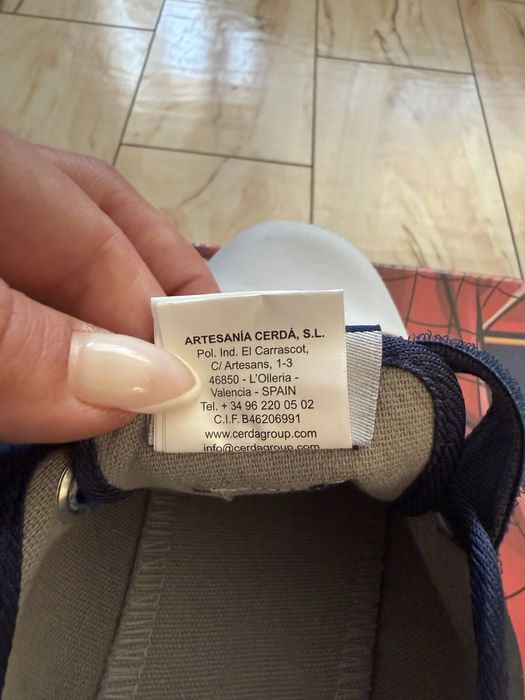 ARTESANÍA CERDÁ, S.L.
Pol. Ind. El Carrascot,
C/ Artesans, 1-3
46850 - L'Olleria -
Valencia - SPAIN
Tel. + 34 96 220 05 02
C.I.F. B46206991
www.cerdagroup.com
info@cerdagroup.com